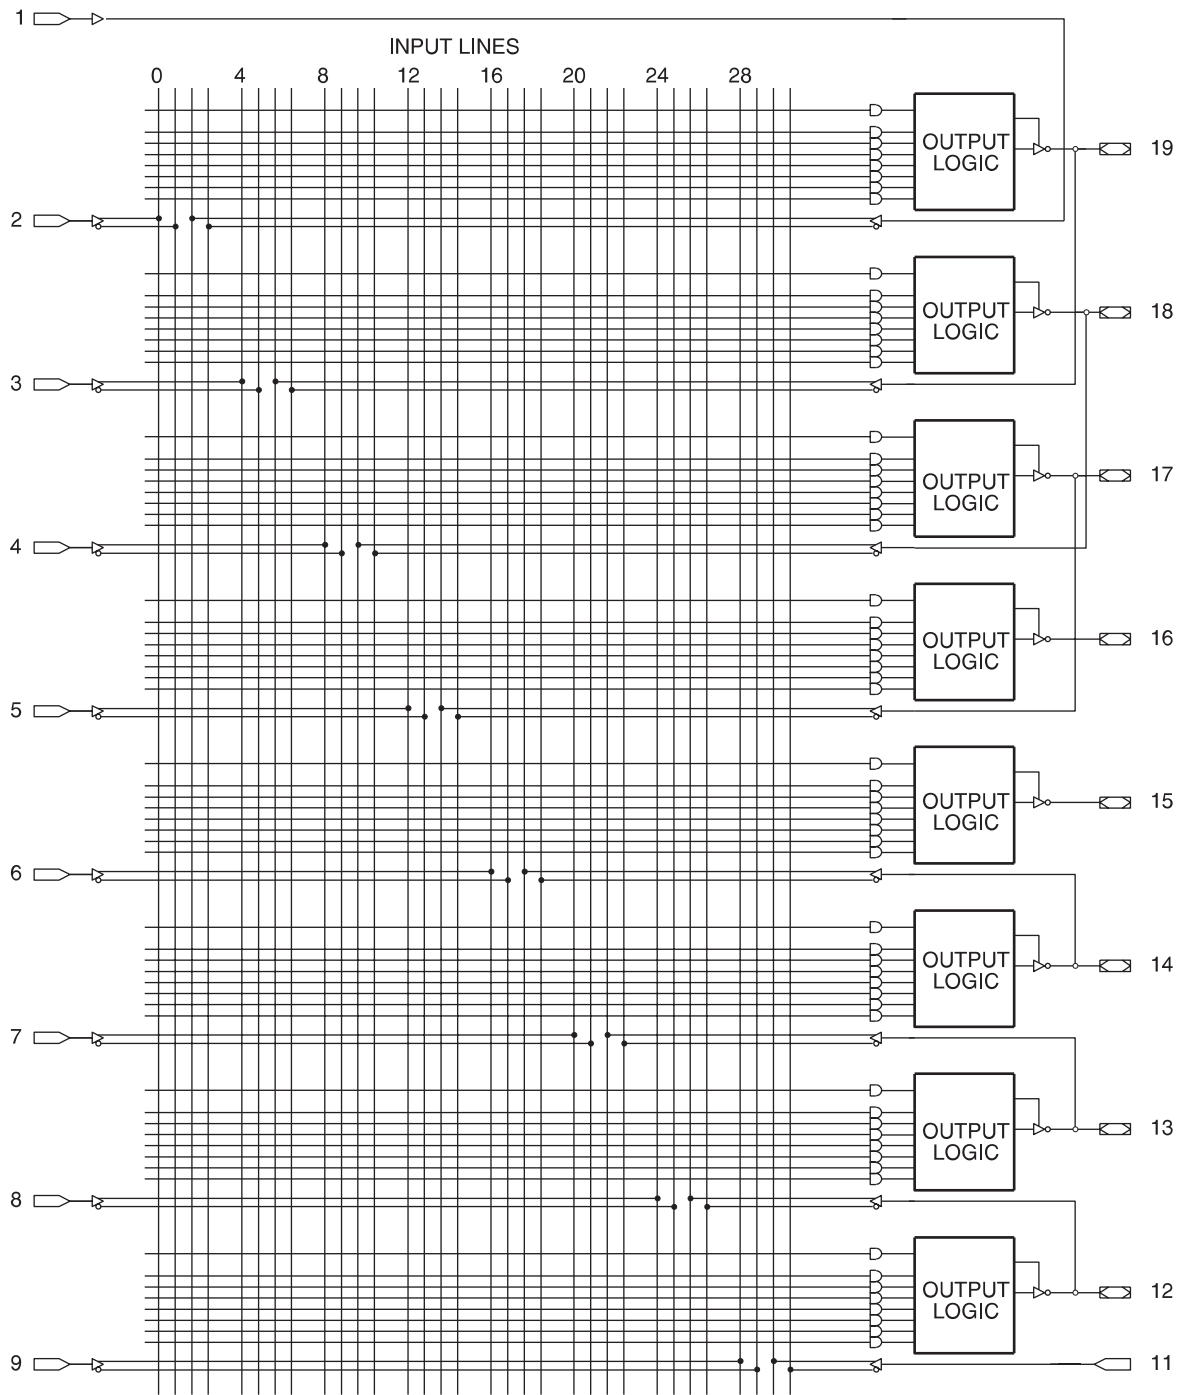 1
INPUT LINES
0 4 8 12 16 20 24 28
OUTPUT
LOGIC
19
2
OUTPUT
LOGIC
18
3
OUTPUT
LOGIC
17
4
OUTPUT
LOGIC
16
5
OUTPUT
LOGIC
15
6
OUTPUT
LOGIC
14
7
OUTPUT
LOGIC
13
8
OUTPUT
LOGIC
12
9
11